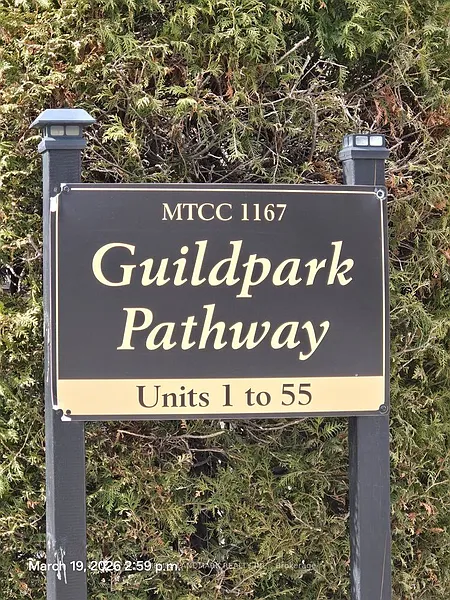 MTCC 1167
Guildpark
Pathway
Units 1 to 55
March 19, 2026 2:59 p.m.